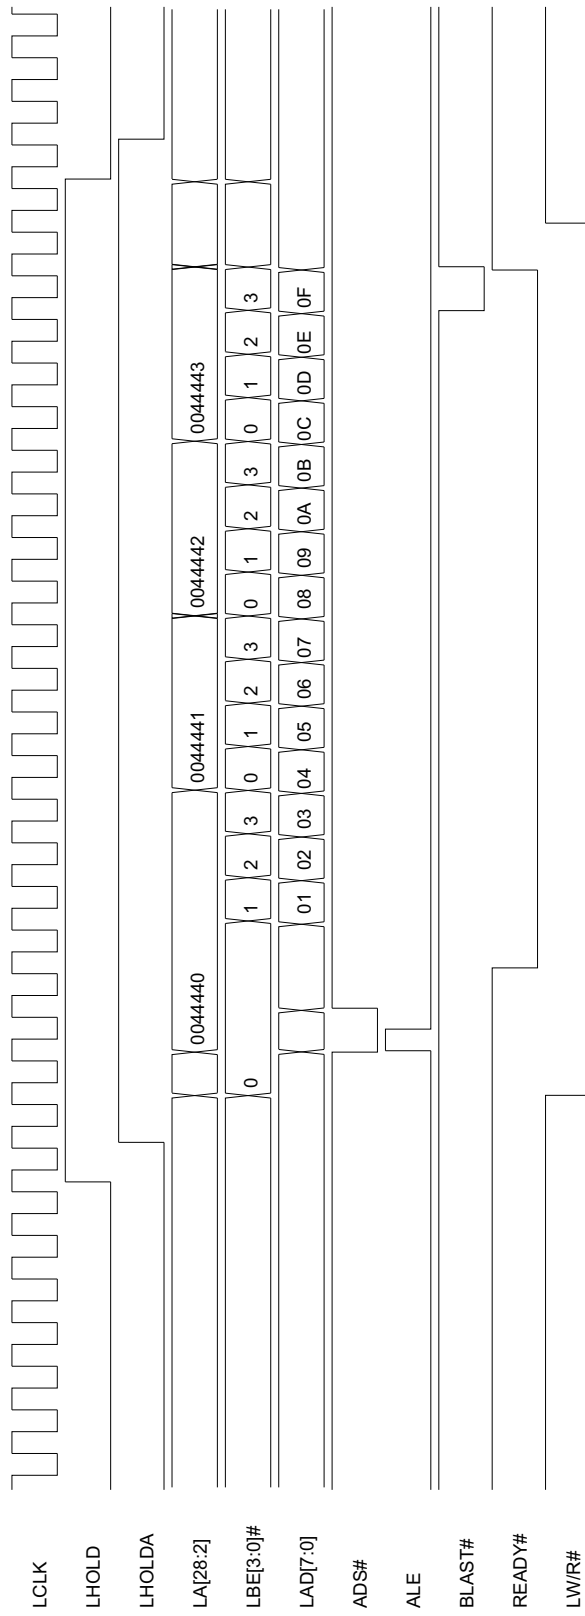 LCLK
LHOLD
LHOLDA
LA[28:2] 0044440 0044441 0044442 0044443
LBE[3:0]# 0 1 2 3 0 1 2 3 0 1 2 3 0 1 2 3
LAD[7:0] 01 02 03 04 05 06 07 08 09 0A 0B 0C 0D 0E 0F
ADS#
ALE
BLAST#
READY#
LW/R#